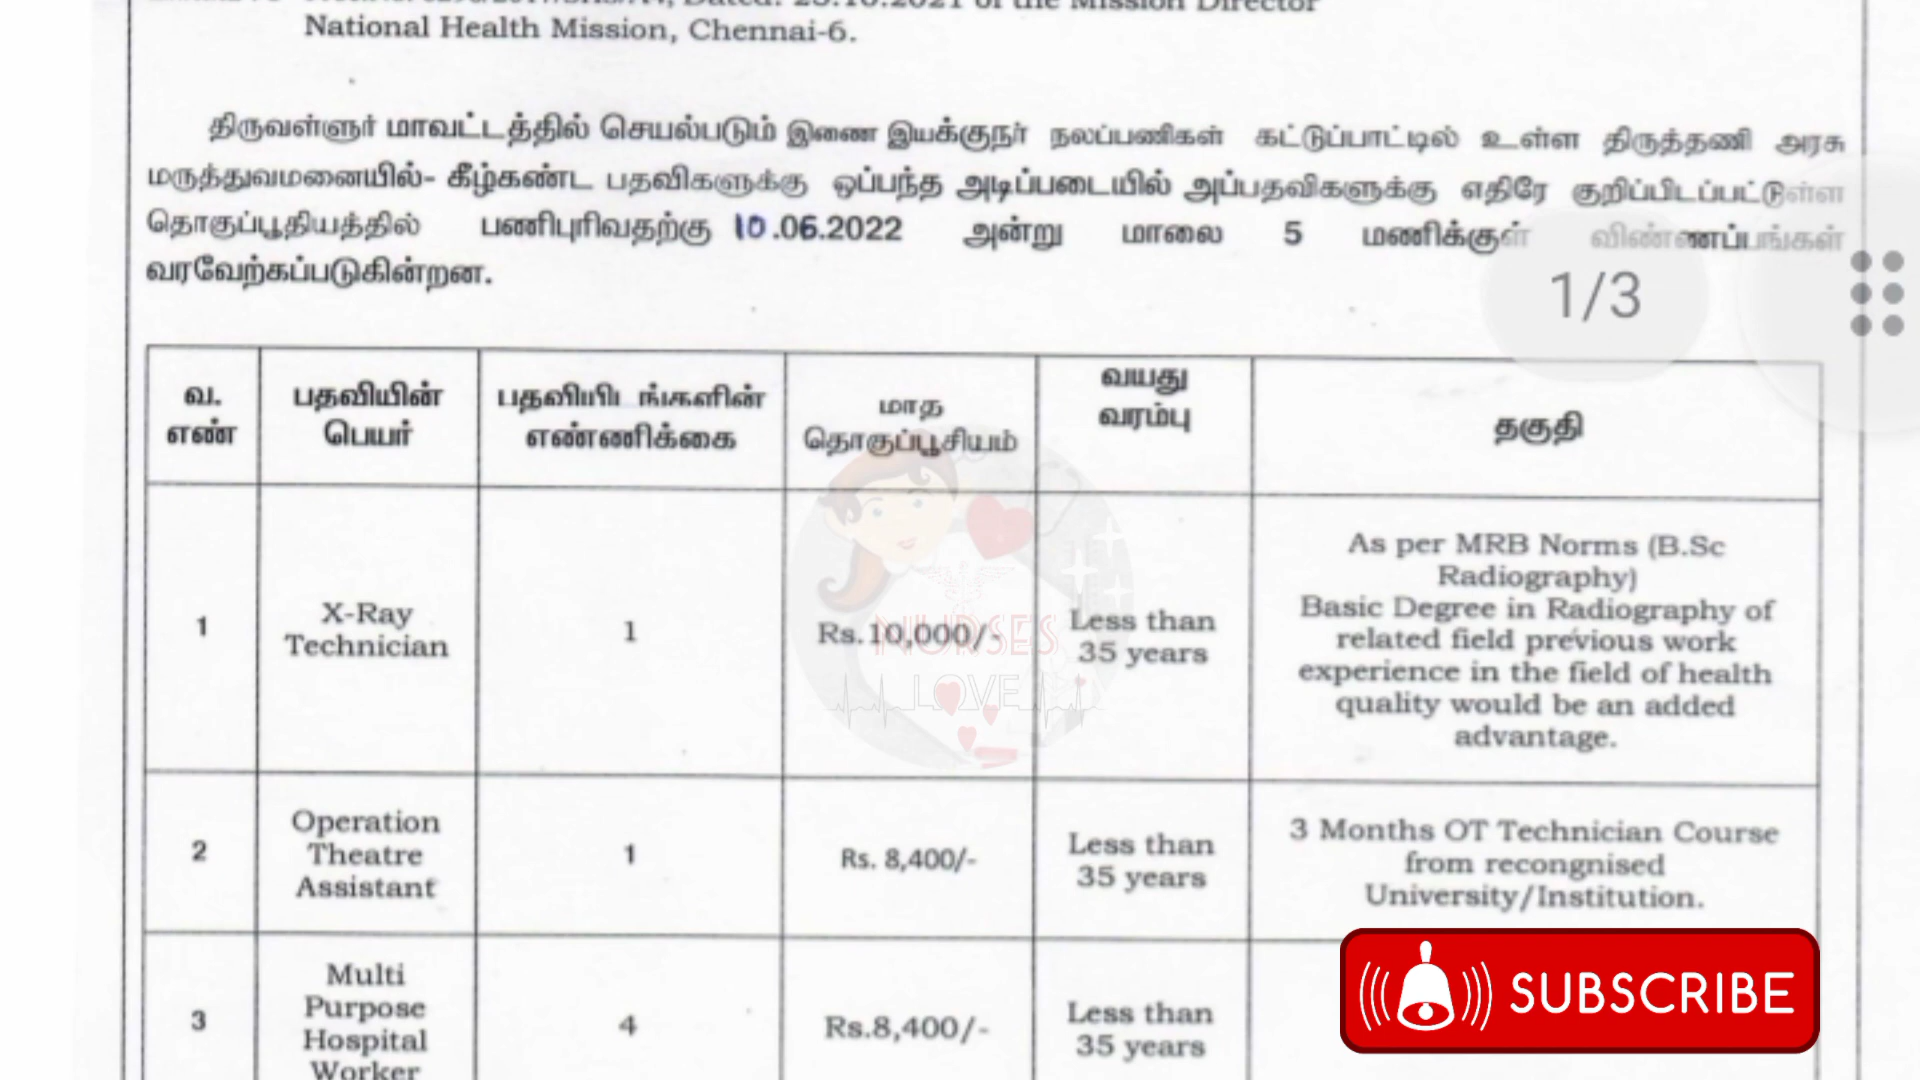 National Health Mission, Chennai-6.
திருவள்ளுர் மாவட்டத்தில் செயல்படும் இணை இயக்குநர் நலப்பணிகள் கட்டுப்பாட்டில் உள்ள திருத்தணி அரசு
மருத்துவமனையில்- கீழ்கண்ட பதவிகளுக்கு ஒப்பந்த அடிப்படையில் அப்பதவிகளுக்கு எதிரே குறிப்பிடப்பட்டுள்ள
தொகுப்பூதியத்தில் பணிபுரிவதற்கு 10.06.2022 அன்று மாலை 5 மணிக்குள் விண்ணப்பங்கள்
வரவேற்கப்படுகின்றன.
1/3
வ. எண்
பதவியின் பெயர்
பதவியிடங்களின் எண்ணிக்கை
மாத தொகுப்பூசியம்
வயது வரம்பு
தகுதி
1
X-Ray
Technician
1
Rs.10,000/-
Less than
35 years
As per MRB Norms (B.Sc
Radiography)
Basic Degree in Radiography of
related field previous work
experience in the field of health
quality would be an added
advantage.
NURSES
LOVE
2
Operation
Theatre
Assistant
1
Rs. 8,400/-
Less than
35 years
3 Months OT Technician Course
from recongnised
University/Institution.
3
Multi
Purpose
Hospital
Worker
4
Rs.8,400/-
Less than
35 years
SUBSCRIBE